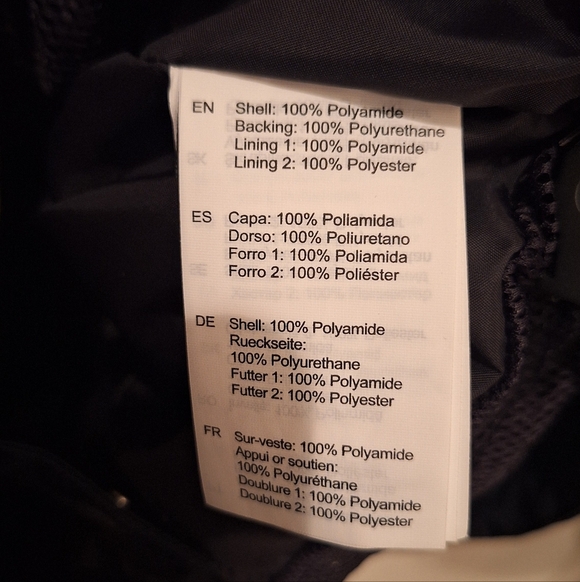 EN Shell: 100% Polyamide
Backing: 100% Polyurethane
Lining 1: 100% Polyamide
Lining 2: 100% Polyester
ES Capa: 100% Poliamida
Dorso: 100% Poliuretano
Forro 1: 100% Poliamida
Forro 2: 100% Poliéster
DE Shell: 100% Polyamide
Rueckseite:
100% Polyurethane
Futter 1: 100% Polyamide
Futter 2: 100% Polyester
FR Sur-veste: 100% Polyamide
Appui or soutien:
100% Polyuréthane
Doublure 1: 100% Polyamide
Doublure 2: 100% Polyester